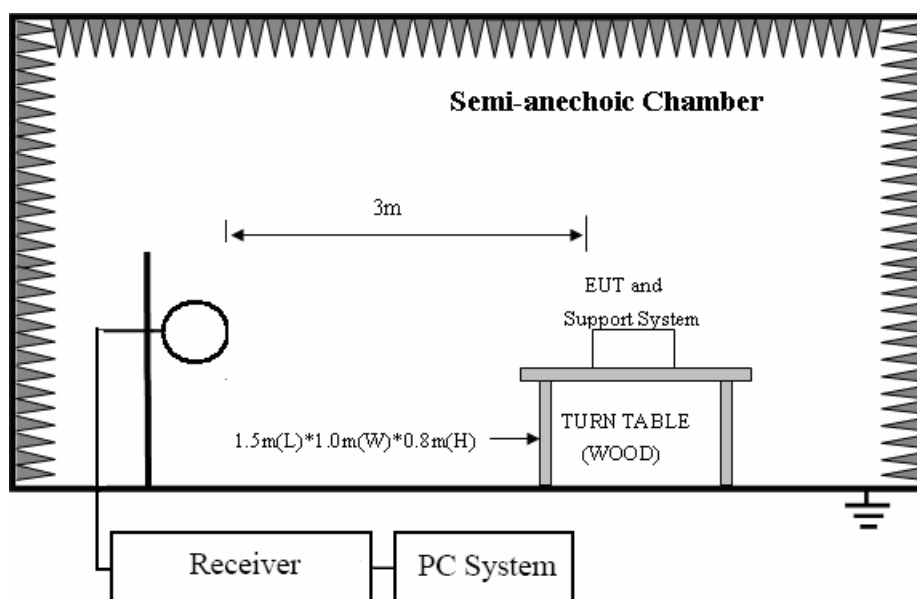 Semi-anechoic Chamber
3m
EUT and
Support System
1.5m(L)*1.0m(W)*0.8m(H)
TURN TABLE
(WOOD)
Receiver
PC System